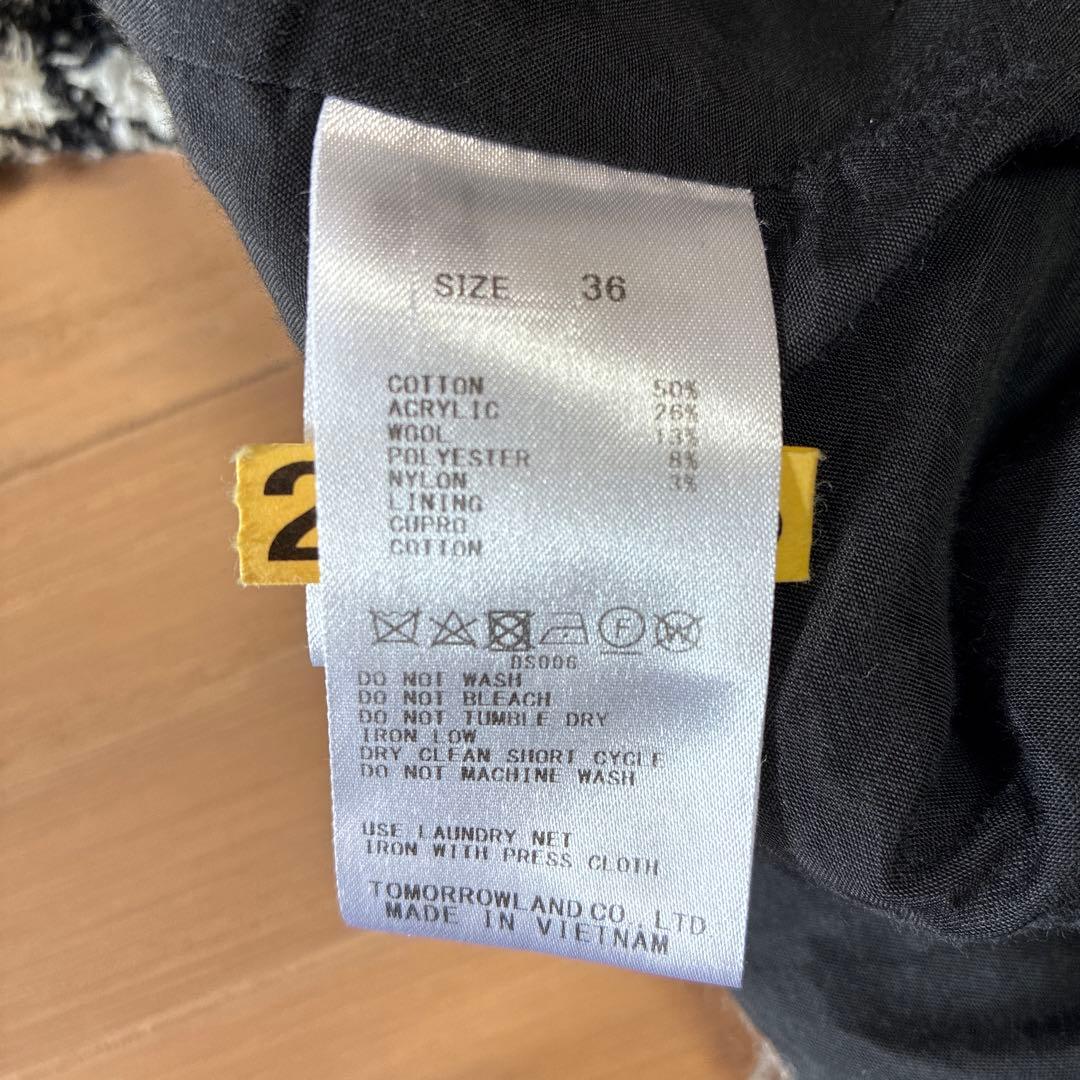 SIZE 36
COTTON 50%
ACRYLIC 26%
WOOL 13%
POLYESTER 8%
NYLON 3%
LINING
CUPRO
COTTON
F
W
DS006
DO NOT WASH
DO NOT BLEACH
DO NOT TUMBLE DRY
IRON LOW
DRY CLEAN SHORT CYCLE
DO NOT MACHINE WASH
USE LAUNDRY NET
IRON WITH PRESS CLOTH
TOMORROWLAND CO., LTD
MADE IN VIETNAM
2